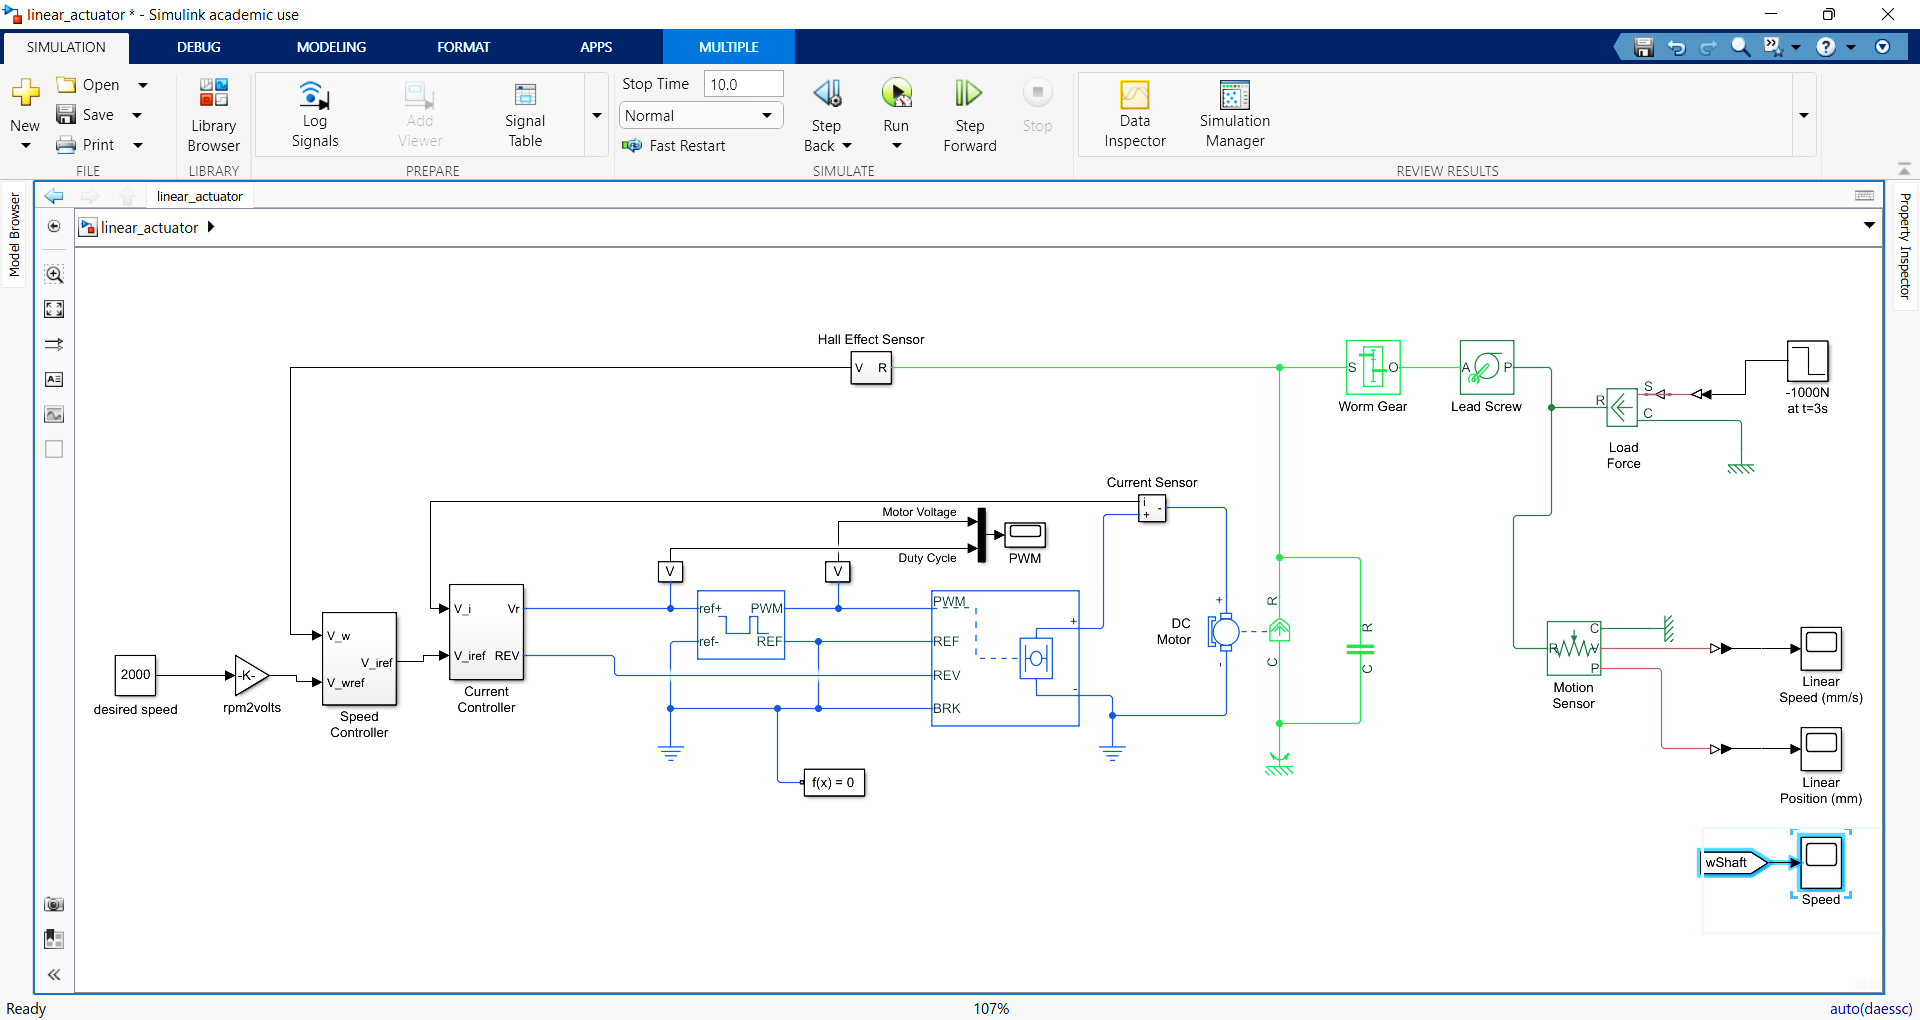 linear_actuator * - Simulink academic use
SIMULATION
DEBUG
MODELING
FORMAT
APPS
MULTIPLE
New
Open
Save
Print
FILE
Library
Browser
LIBRARY
Log
Signals
Add
Viewer
Signal
Table
PREPARE
Stop Time
10.0
Normal
Fast Restart
Step
Back
Run
Step
Forward
Stop
SIMULATE
Data
Inspector
Simulation
Manager
REVIEW RESULTS
Model Browser
Property Inspector
linear_actuator
linear_actuator
Hall Effect Sensor
V R
S O
Worm Gear
A P
Lead Screw
R
S
C
Load
Force
-1000N
at t=3s
Current Sensor
i
+
-
Motor Voltage
Duty Cycle
PWM
V
V
V_i
Vr
V_iref
REV
Current
Controller
ref+
PWM
ref-
REF
PWM
REF
REV
BRK
+
-
DC
Motor
+
-
R
C
R
C
V_w
V_iref
V_wref
Speed
Controller
2000
desired speed
-K-
rpm2volts
f(x) = 0
C
R
V
P
Motion
Sensor
Linear
Speed (mm/s)
Linear
Position (mm)
wShaft
Speed
Ready
107%
auto(daessc)